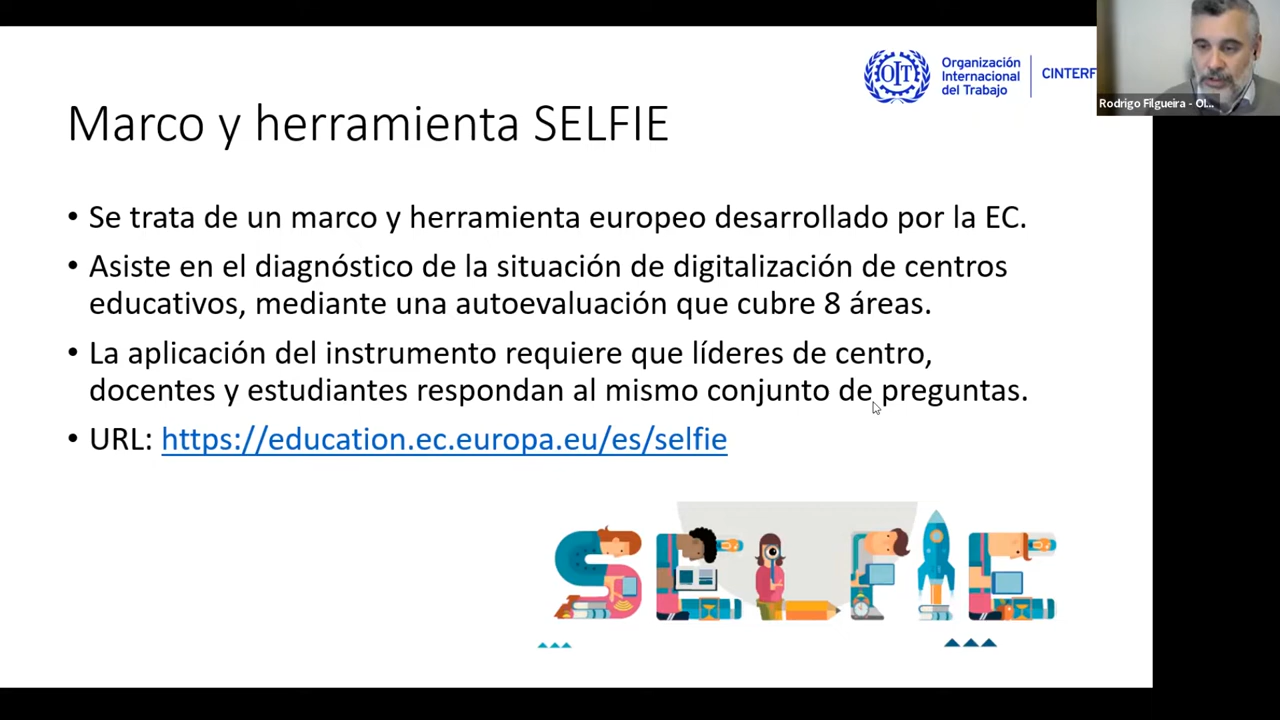 OIT
Organización
Internacional
del Trabajo
CINTERF
Rodrigo Filgueira - OI...
Marco y herramienta SELFIE
• Se trata de un marco y herramienta europeo desarrollado por la EC.
• Asiste en el diagnóstico de la situación de digitalización de centros
educativos, mediante una autoevaluación que cubre 8 áreas.
• La aplicación del instrumento requiere que líderes de centro,
docentes y estudiantes respondan al mismo conjunto de preguntas.
• URL: https://education.ec.europa.eu/es/selfie
SELFIE